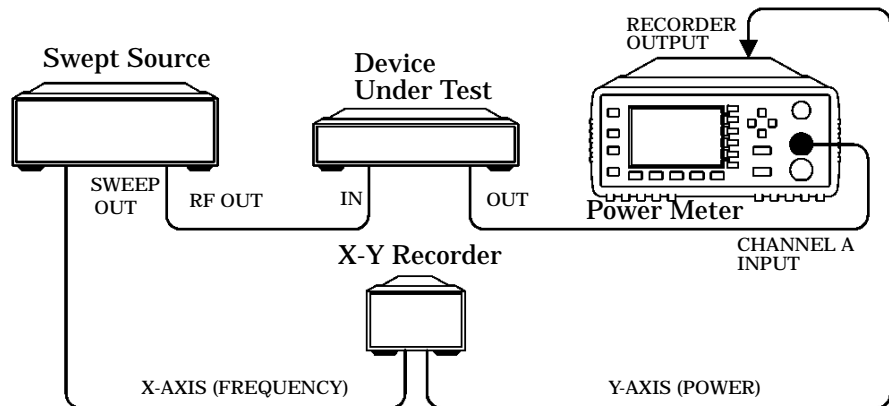 RECORDER
OUTPUT
Swept Source
Device
Under Test
SWEEP
OUT
RF OUT
IN
OUT
Power Meter
CHANNEL A
INPUT
X-Y Recorder
X-AXIS (FREQUENCY)
Y-AXIS (POWER)